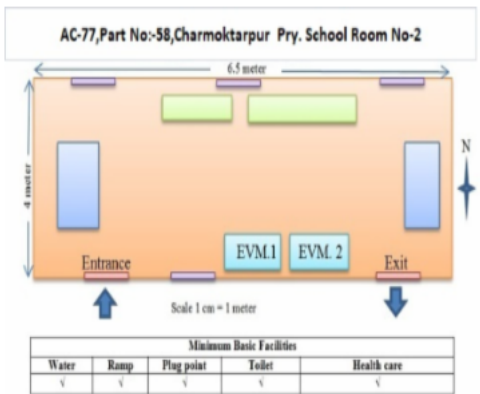 AC-77,Part No:-58,Charmoktarpur Pry. School Room No-2
6.5 meter
4 meter
N
EVM.1 EVM. 2
Entrance Exit
Scale 1 cm = 1 meter
Minimum Basic Facilities
Water Ramp Plug point Toilet Health care
√ √ √ √ √